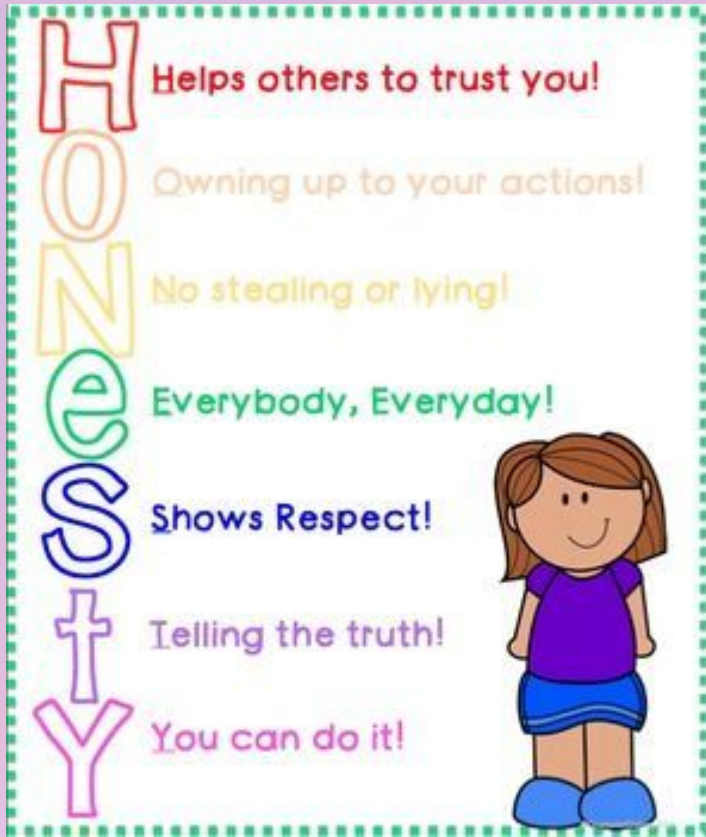 H Helps others to trust you!
O Owning up to your actions!
N No stealing or lying!
e Everybody, Everyday!
S Shows Respect!
t Telling the truth!
Y You can do it!